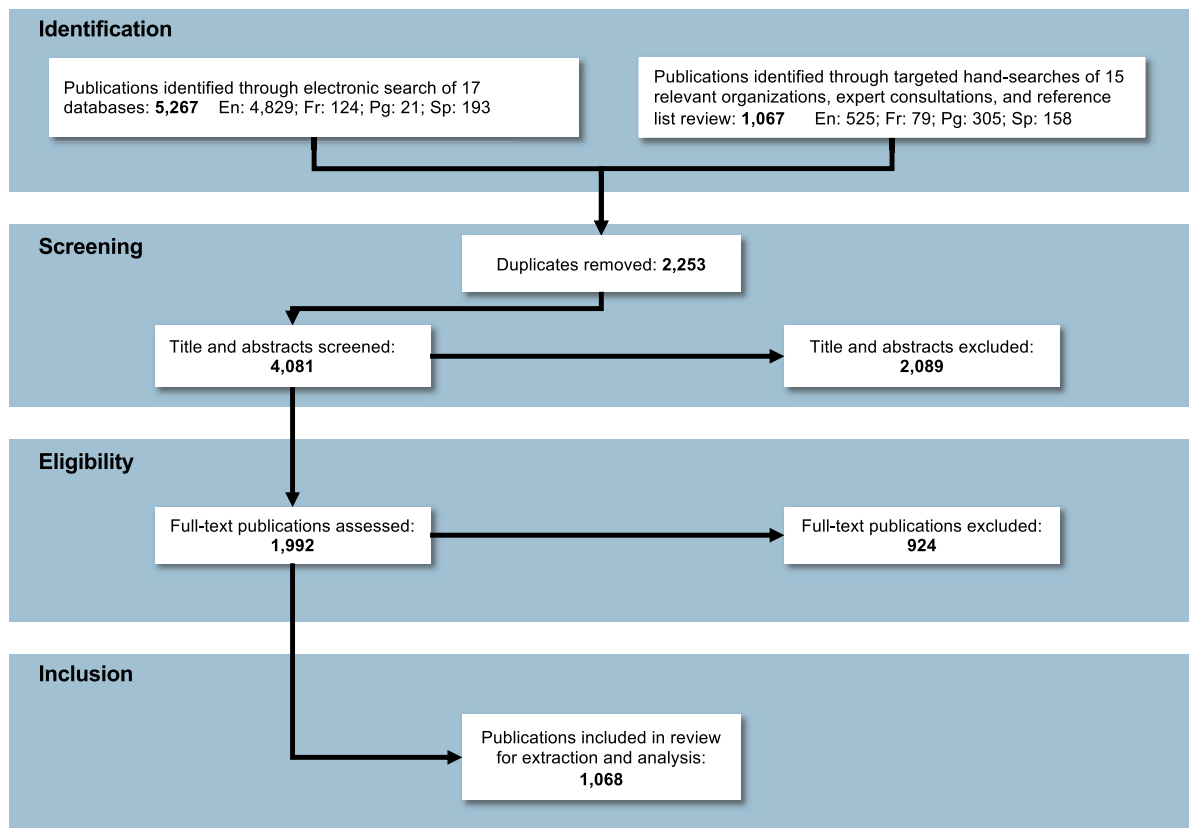 Identification
Publications identified through electronic search of 17
databases: 5,267 En: 4,829; Fr: 124; Pg: 21; Sp: 193
Publications identified through targeted hand-searches of 15
relevant organizations, expert consultations, and reference
list review: 1,067 En: 525; Fr: 79; Pg: 305; Sp: 158
Screening
Duplicates removed: 2,253
Title and abstracts screened:
4,081
Title and abstracts excluded:
2,089
Eligibility
Full-text publications assessed:
1,992
Full-text publications excluded:
924
Inclusion
Publications included in review
for extraction and analysis:
1,068